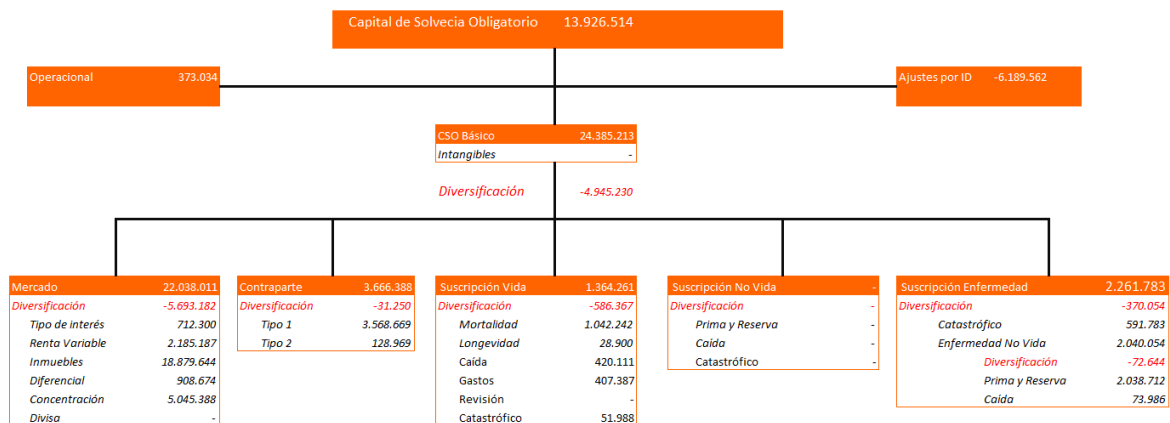 Capital de Solvecia Obligatorio 13.926.514
Operacional 373.034
Ajustes por ID -6.189.562
CSO Básico 24.385.213
Intangibles -
Diversificación -4.945.230
Mercado 22.038.011
Diversificación -5.693.182
Tipo de interés 712.300
Renta Variable 2.185.187
Inmuebles 18.879.644
Diferencial 908.674
Concentración 5.045.388
Divisa -
Contraparte 3.666.388
Diversificación -31.250
Tipo 1 3.568.669
Tipo 2 128.969
Suscripción Vida 1.364.261
Diversificación -586.367
Mortalidad 1.042.242
Longevidad 28.900
Caída 420.111
Gastos 407.387
Revisión -
Catastrófico 51.988
Suscripción No Vida -
Diversificación -
Prima y Reserva -
Caída -
Catastrófico -
Suscripción Enfermedad 2.261.783
Diversificación -370.054
Catastrófico 591.783
Enfermedad No Vida 2.040.054
Diversificación -72.644
Prima y Reserva 2.038.712
Caída 73.986